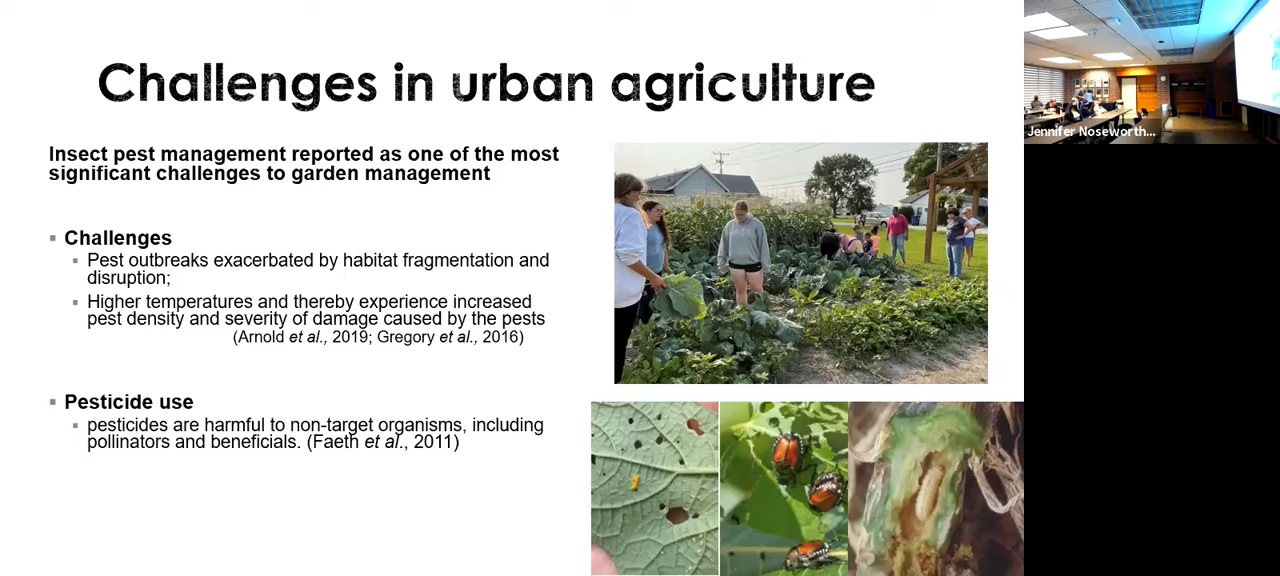 Challenges in urban agriculture
Insect pest management reported as one of the most
significant challenges to garden management
▪ Challenges
▪ Pest outbreaks exacerbated by habitat fragmentation and
disruption;
▪ Higher temperatures and thereby experience increased
pest density and severity of damage caused by the pests
(Arnold et al., 2019; Gregory et al., 2016)
▪ Pesticide use
▪ pesticides are harmful to non-target organisms, including
pollinators and beneficials. (Faeth et al., 2011)
Jennifer Noseworth...